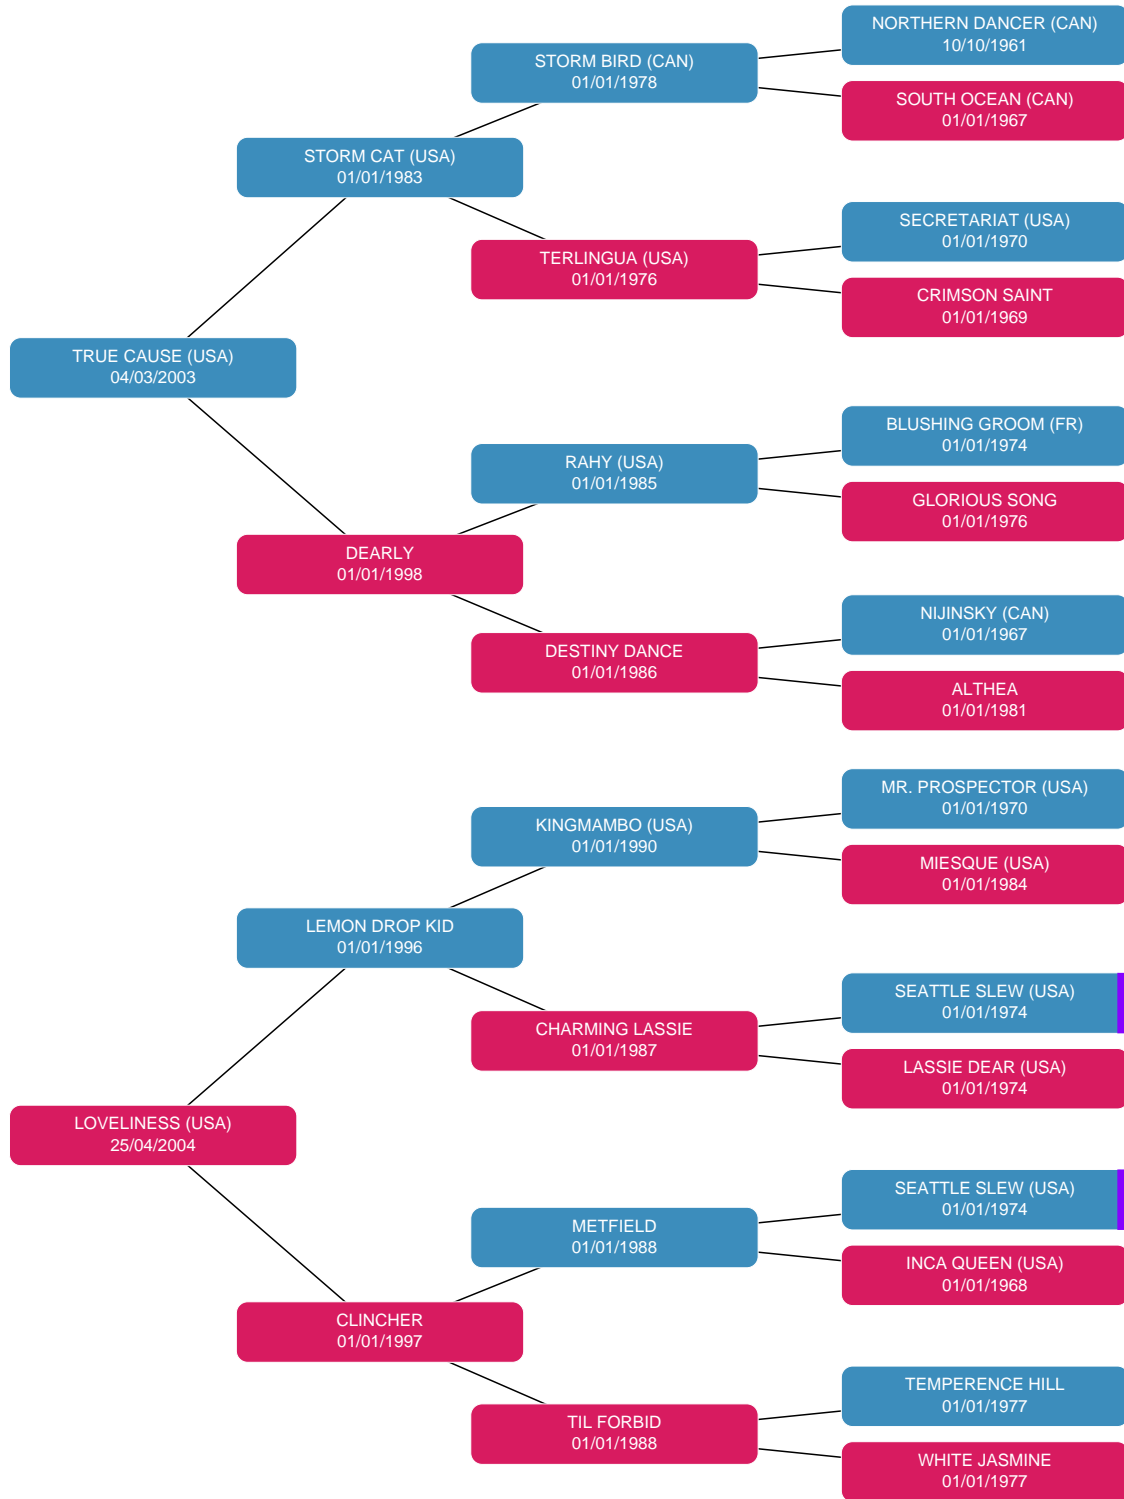 NORTHERN DANCER (CAN)
10/10/1961
STORM BIRD (CAN)
01/01/1978
SOUTH OCEAN (CAN)
01/01/1967
STORM CAT (USA)
01/01/1983
SECRETARIAT (USA)
01/01/1970
TERLINGUA (USA)
01/01/1976
CRIMSON SAINT
01/01/1969
TRUE CAUSE (USA)
04/03/2003
BLUSHING GROOM (FR)
01/01/1974
RAHY (USA)
01/01/1985
GLORIOUS SONG
01/01/1976
DEARLY
01/01/1998
NIJINSKY (CAN)
01/01/1967
DESTINY DANCE
01/01/1986
ALTHEA
01/01/1981
MR. PROSPECTOR (USA)
01/01/1970
KINGMAMBO (USA)
01/01/1990
MIESQUE (USA)
01/01/1984
LEMON DROP KID
01/01/1996
SEATTLE SLEW (USA)
01/01/1974
CHARMING LASSIE
01/01/1987
LASSIE DEAR (USA)
01/01/1974
LOVELINESS (USA)
25/04/2004
SEATTLE SLEW (USA)
01/01/1974
METFIELD
01/01/1988
INCA QUEEN (USA)
01/01/1968
CLINCHER
01/01/1997
TEMPERENCE HILL
01/01/1977
TIL FORBID
01/01/1988
WHITE JASMINE
01/01/1977